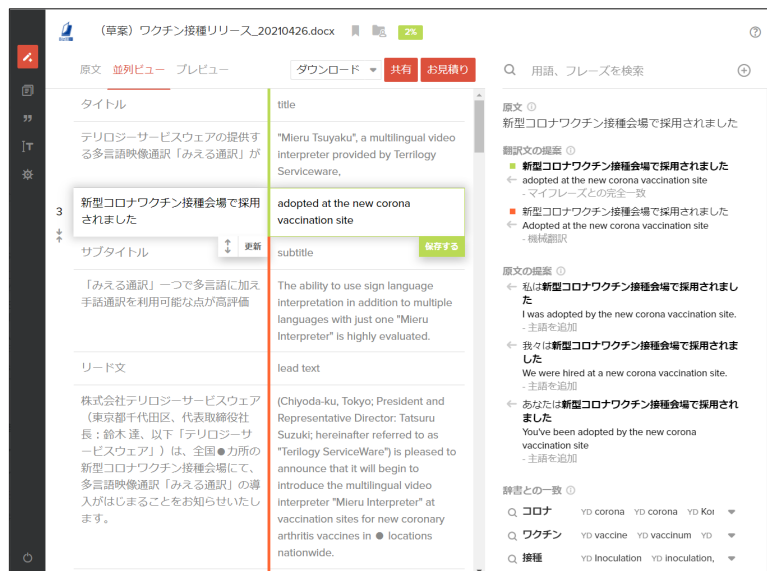 （草案）ワクチン接種リリース_20210426.docx
2%
原文
並列ビュー
プレビュー
ダウンロード
共有
お見積り
タイトル
title
テリロジーサービスウェアの提供す
る多言語映像通訳「みえる通訳」が
"Mieru Tsuyaku", a multilingual video
interpreter provided by Terrilogy
Serviceware,
3
新型コロナワクチン接種会場で採用
されました
adopted at the new corona
vaccination site
更新
保存する
サブタイトル
subtitle
「みえる通訳」一つで多言語に加え
手話通訳を利用可能な点が高評価
The ability to use sign language
interpretation in addition to multiple
languages with just one "Mieru
Interpreter" is highly evaluated.
リード文
lead text
株式会社テリロジーサービスウェア
（東京都千代田区、代表取締役社
長：鈴木 達、以下「テリロジーサ
ービスウェア」）は、全国●カ所の
新型コロナワクチン接種会場にて、
多言語映像通訳「みえる通訳」の導
入がはじまることをお知らせいたし
ます。
(Chiyoda-ku, Tokyo; President and
Representative Director: Tatsuru
Suzuki; hereinafter referred to as
"Terilogy ServiceWare") is pleased to
announce that it will begin to
introduce the multilingual video
interpreter "Mieru Interpreter" at
vaccination sites for new coronary
arthritis vaccines in ● locations
nationwide.
用語、フレーズを検索
原文
新型コロナワクチン接種会場で採用されました
翻訳文の提案
新型コロナワクチン接種会場で採用されました
adopted at the new corona vaccination site
- マイフレーズとの完全一致
新型コロナワクチン接種会場で採用されました
Adopted at the new corona vaccination site
- 機械翻訳
原文の提案
私は新型コロナワクチン接種会場で採用されまし
た
I was adopted by the new corona vaccination site.
- 主語を追加
我々は新型コロナワクチン接種会場で採用されま
した
We were hired at a new corona vaccination site.
- 主語を追加
あなたは新型コロナワクチン接種会場で採用され
ました
You've been adopted by the new corona
vaccination site
- 主語を追加
辞書との一致
コロナ YD corona YD corona YD Kor
ワクチン YD vaccine YD vaccinum YD
接種 YD Inoculation YD inoculation,